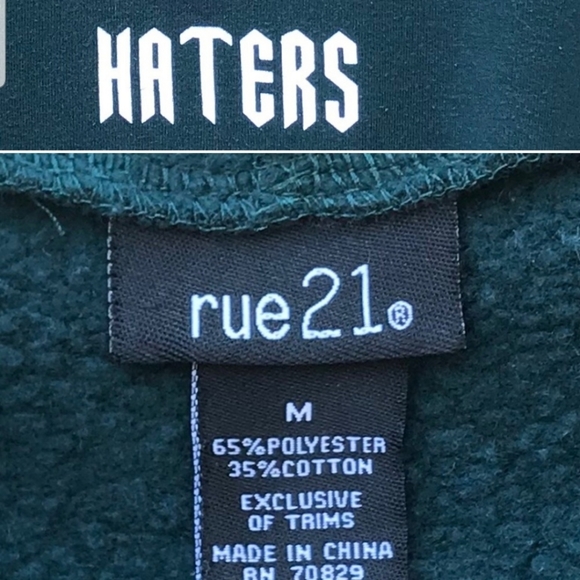 HATERS
rue21®
M
65%POLYESTER
35%COTTON
EXCLUSIVE
OF TRIMS
MADE IN CHINA
RN 70829